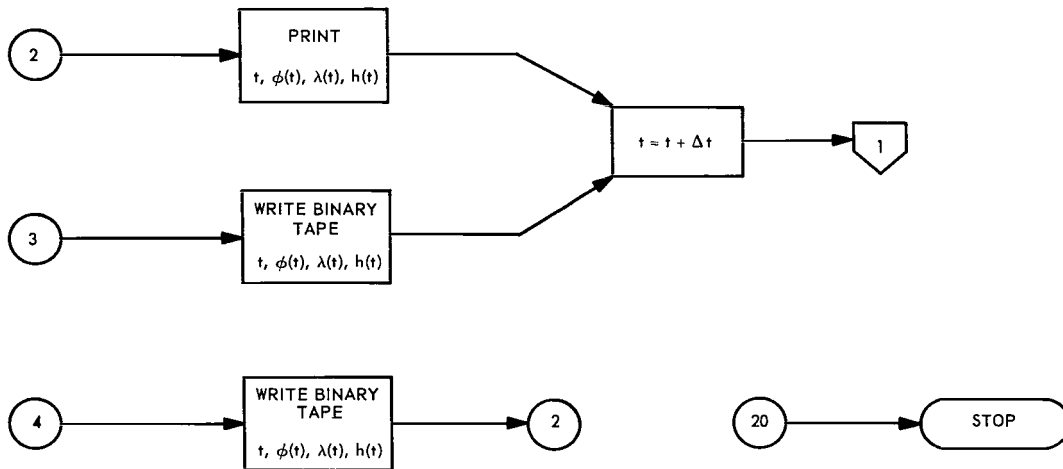 2
PRINT
t, ϕ(t), λ(t), h(t)
t = t + Δt
1
3
WRITE BINARY
TAPE
t, ϕ(t), λ(t), h(t)
4
WRITE BINARY
TAPE
t, ϕ(t), λ(t), h(t)
2
20
STOP